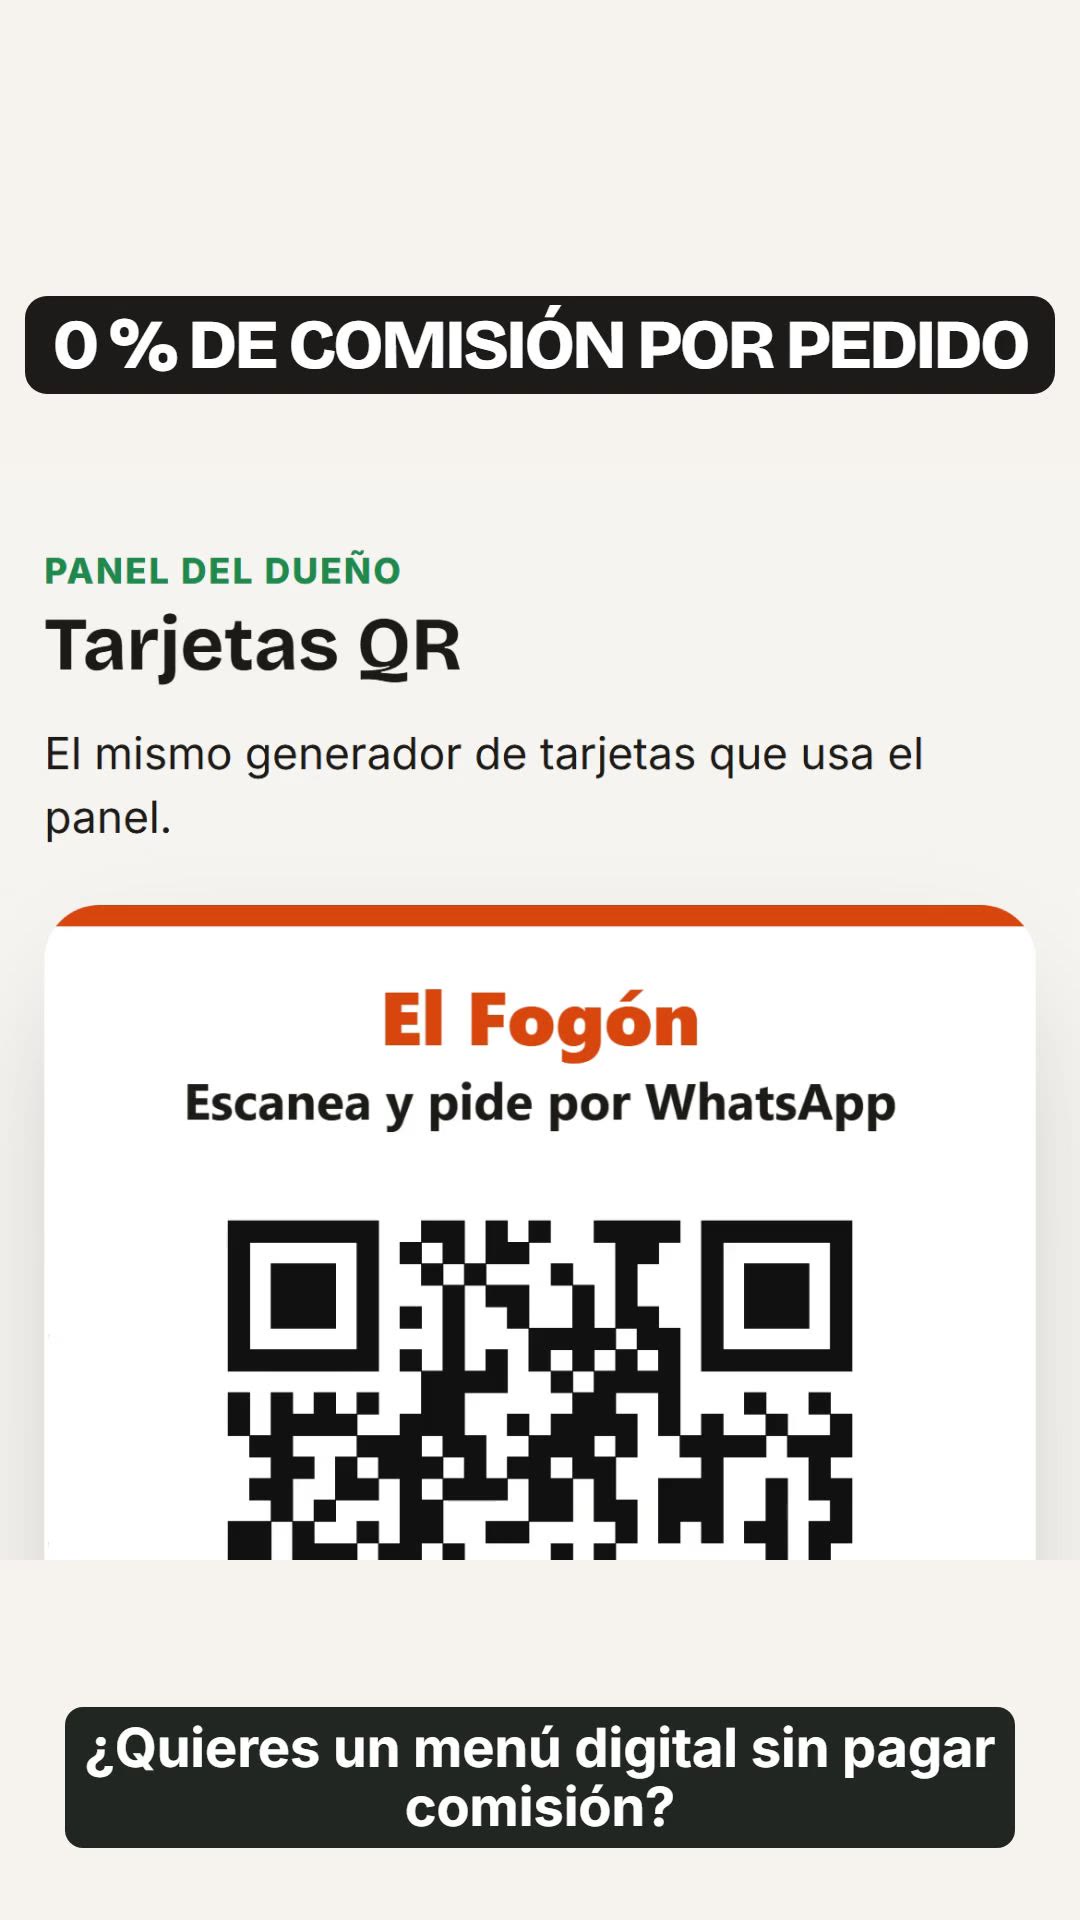 0 % DE COMISIÓN POR PEDIDO
PANEL DEL DUEÑO
Tarjetas QR
El mismo generador de tarjetas que usa el
panel.
El Fogón
Escanea y pide por WhatsApp
¿Quieres un menú digital sin pagar
comisión?